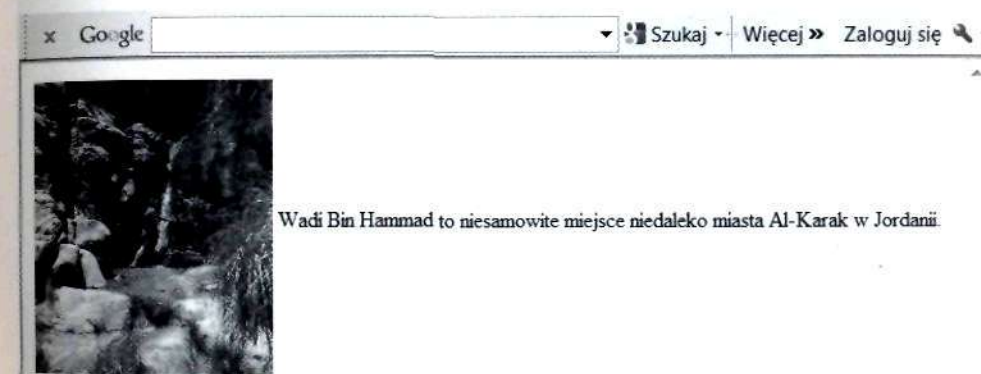 x Google Szukaj Więcej » Zaloguj się
Wadi Bin Hammad to niesamowite miejsce niedaleko miasta Al-Karak w Jordanii.